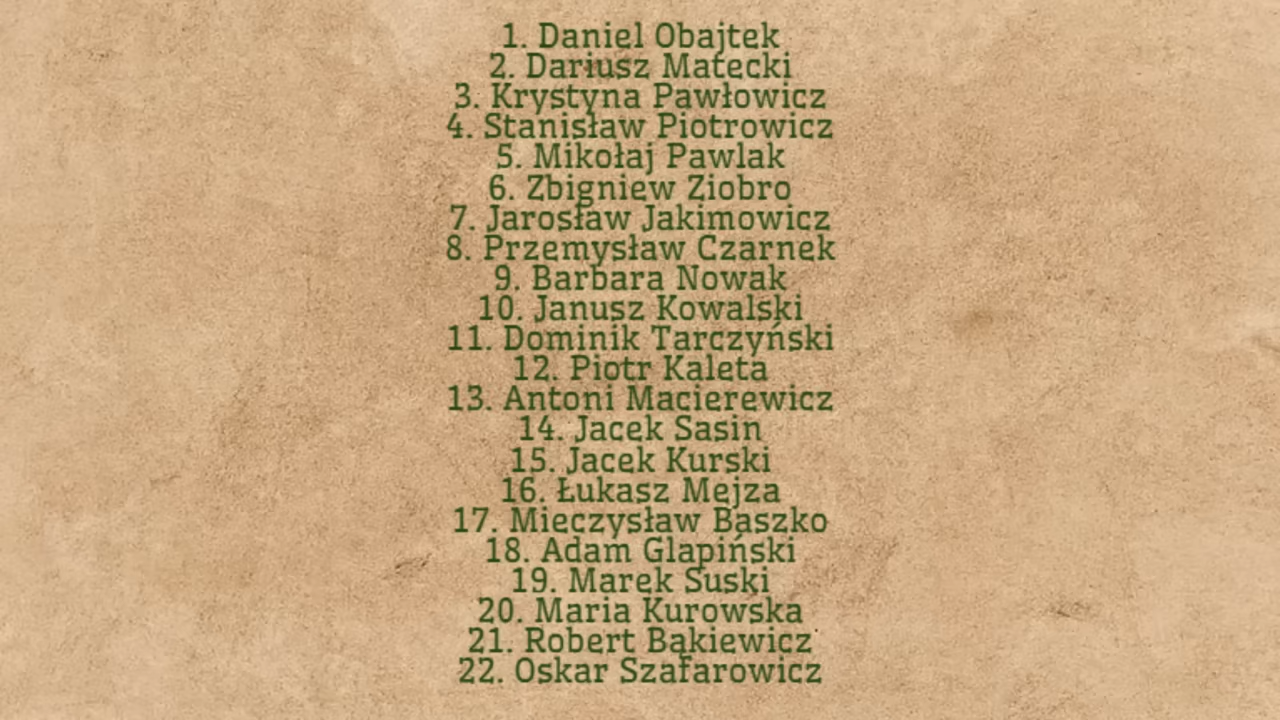 1. Daniel Obajtek
2. Dariusz Matecki
3. Krystyna Pawłowicz
4. Stanisław Piotrowicz
5. Mikołaj Pawlak
6. Zbigniew Ziobro
7. Jarosław Jakimowicz
8. Przemysław Czarnek
9. Barbara Nowak
10. Janusz Kowalski
11. Dominik Tarczyński
12. Piotr Kaleta
13. Antoni Macierewicz
14. Jacek Sasin
15. Jacek Kurski
16. Łukasz Mejza
17. Mieczysław Baszko
18. Adam Glapiński
19. Marek Suski
20. Maria Kurowska
21. Robert Bąkiewicz
22. Oskar Szafarowicz